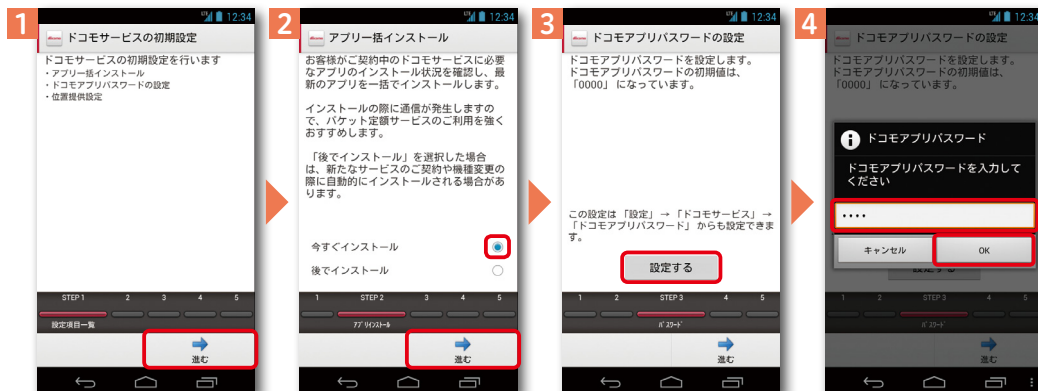 1
LTE 12:34
ドコモサービスの初期設定
ドコモサービスの初期設定を行います
・アプリ一括インストール
・ドコモアプリパスワードの設定
・位置提供設定
STEP 1 2 3 4 5
設定項目一覧
進む
2
LTE 12:34
アプリ一括インストール
お客様がご契約中のドコモサービスに必要
なアプリのインストール状況を確認し、最
新のアプリを一括でインストールします。
インストールの際に通信が発生しますの
で、パケット定額サービスのご利用を強く
おすすめします。
「後でインストール」を選択した場合
は、新たなサービスのご契約や機種変更の
際に自動的にインストールされる場合があ
ります。
今すぐインストール
後でインストール
1 STEP 2 3 4 5
アプリインストール
進む
3
LTE 12:34
ドコモアプリパスワードの設定
ドコモアプリパスワードを設定します。
ドコモアプリパスワードの初期値は、
「0000」になっています。
この設定は「設定」→「ドコモサービス」→
「ドコモアプリパスワード」からも設定できま
す。
設定する
1 2 STEP 3 4 5
パスワード
進む
4
LTE 12:34
ドコモアプリパスワードの設定
ドコモアプリパスワードを設定します。
ドコモアプリパスワードの初期値は、
「0000」になっています。
ドコモアプリパスワード
ドコモアプリパスワードを入力して
ください
････
キャンセル OK
設定する
1 2 STEP 3 4 5
パスワード
進む